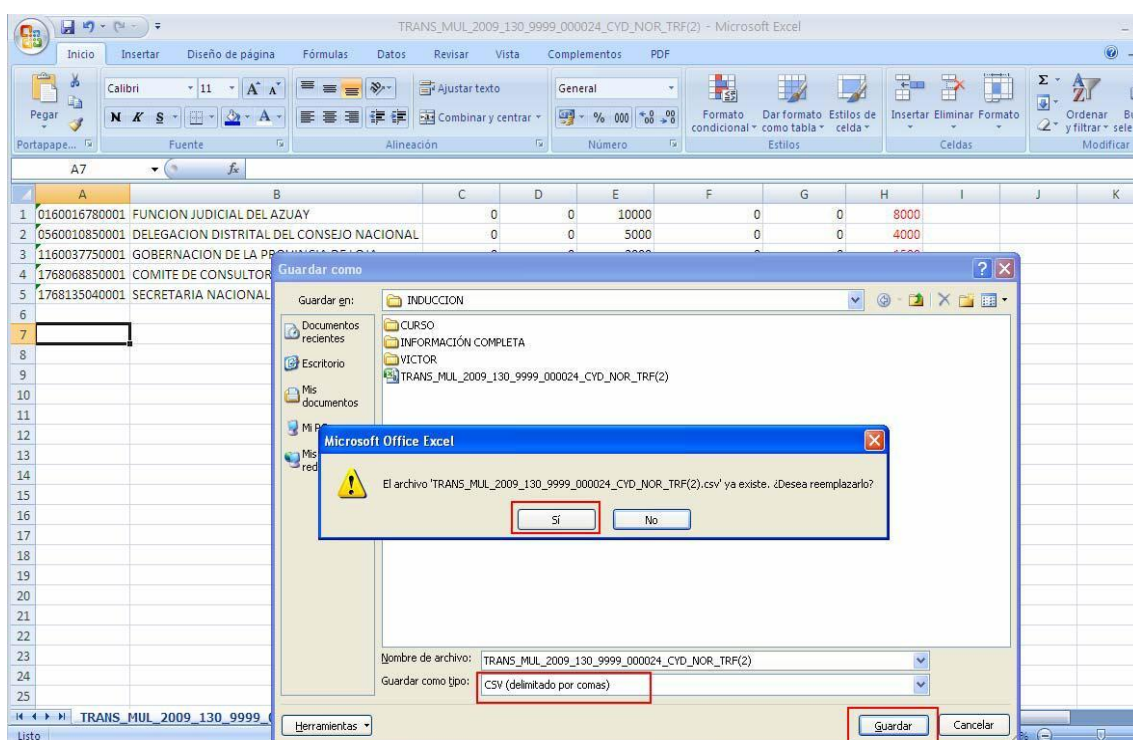 TRANS_MUL_2009_130_9999_000024_CYD_NOR_TRF(2) - Microsoft Excel
Inicio Insertar Diseño de página Fórmulas Datos Revisar Vista Complementos PDF
Pegar
Calibri 11 A A
N K S
Ajustar texto
Combinar y centrar
General
% 000
Formato condicional
Dar formato como tabla
Estilos de celda
Insertar Eliminar Formato
Σ
Ordenar y filtrar
Portapape... Fuente Alineación Número Estilos Celdas Modificar
A7 fx
A B C D E F G H I J K
1 0160016780001 FUNCION JUDICIAL DEL AZUAY 0 0 10000 0 0 8000
2 0560010850001 DELEGACION DISTRITAL DEL CONSEJO NACIONAL 0 0 5000 0 0 4000
3 1160037750001 GOBERNACION DE LA
4 1768068850001 COMITE DE CONSULTOR
5 1768135040001 SECRETARIA NACIONAL
6
7
8
9
10
11
12
13
14
15
16
17
18
19
20
21
22
23
24
25
Guardar como
Guardar en: INDUCCION
Documentos recientes
Escritorio
Mis documentos
Mi
Mis
red
CURSO
INFORMACIÓN COMPLETA
VICTOR
TRANS_MUL_2009_130_9999_000024_CYD_NOR_TRF(2)
Microsoft Office Excel
El archivo 'TRANS_MUL_2009_130_9999_000024_CYD_NOR_TRF(2).csv' ya existe. ¿Desea reemplazarlo?
Sí No
Nombre de archivo: TRANS_MUL_2009_130_9999_000024_CYD_NOR_TRF(2)
Guardar como tipo: CSV (delimitado por comas)
Herramientas Guardar Cancelar
TRANS_MUL_2009_130_9999_
Listo